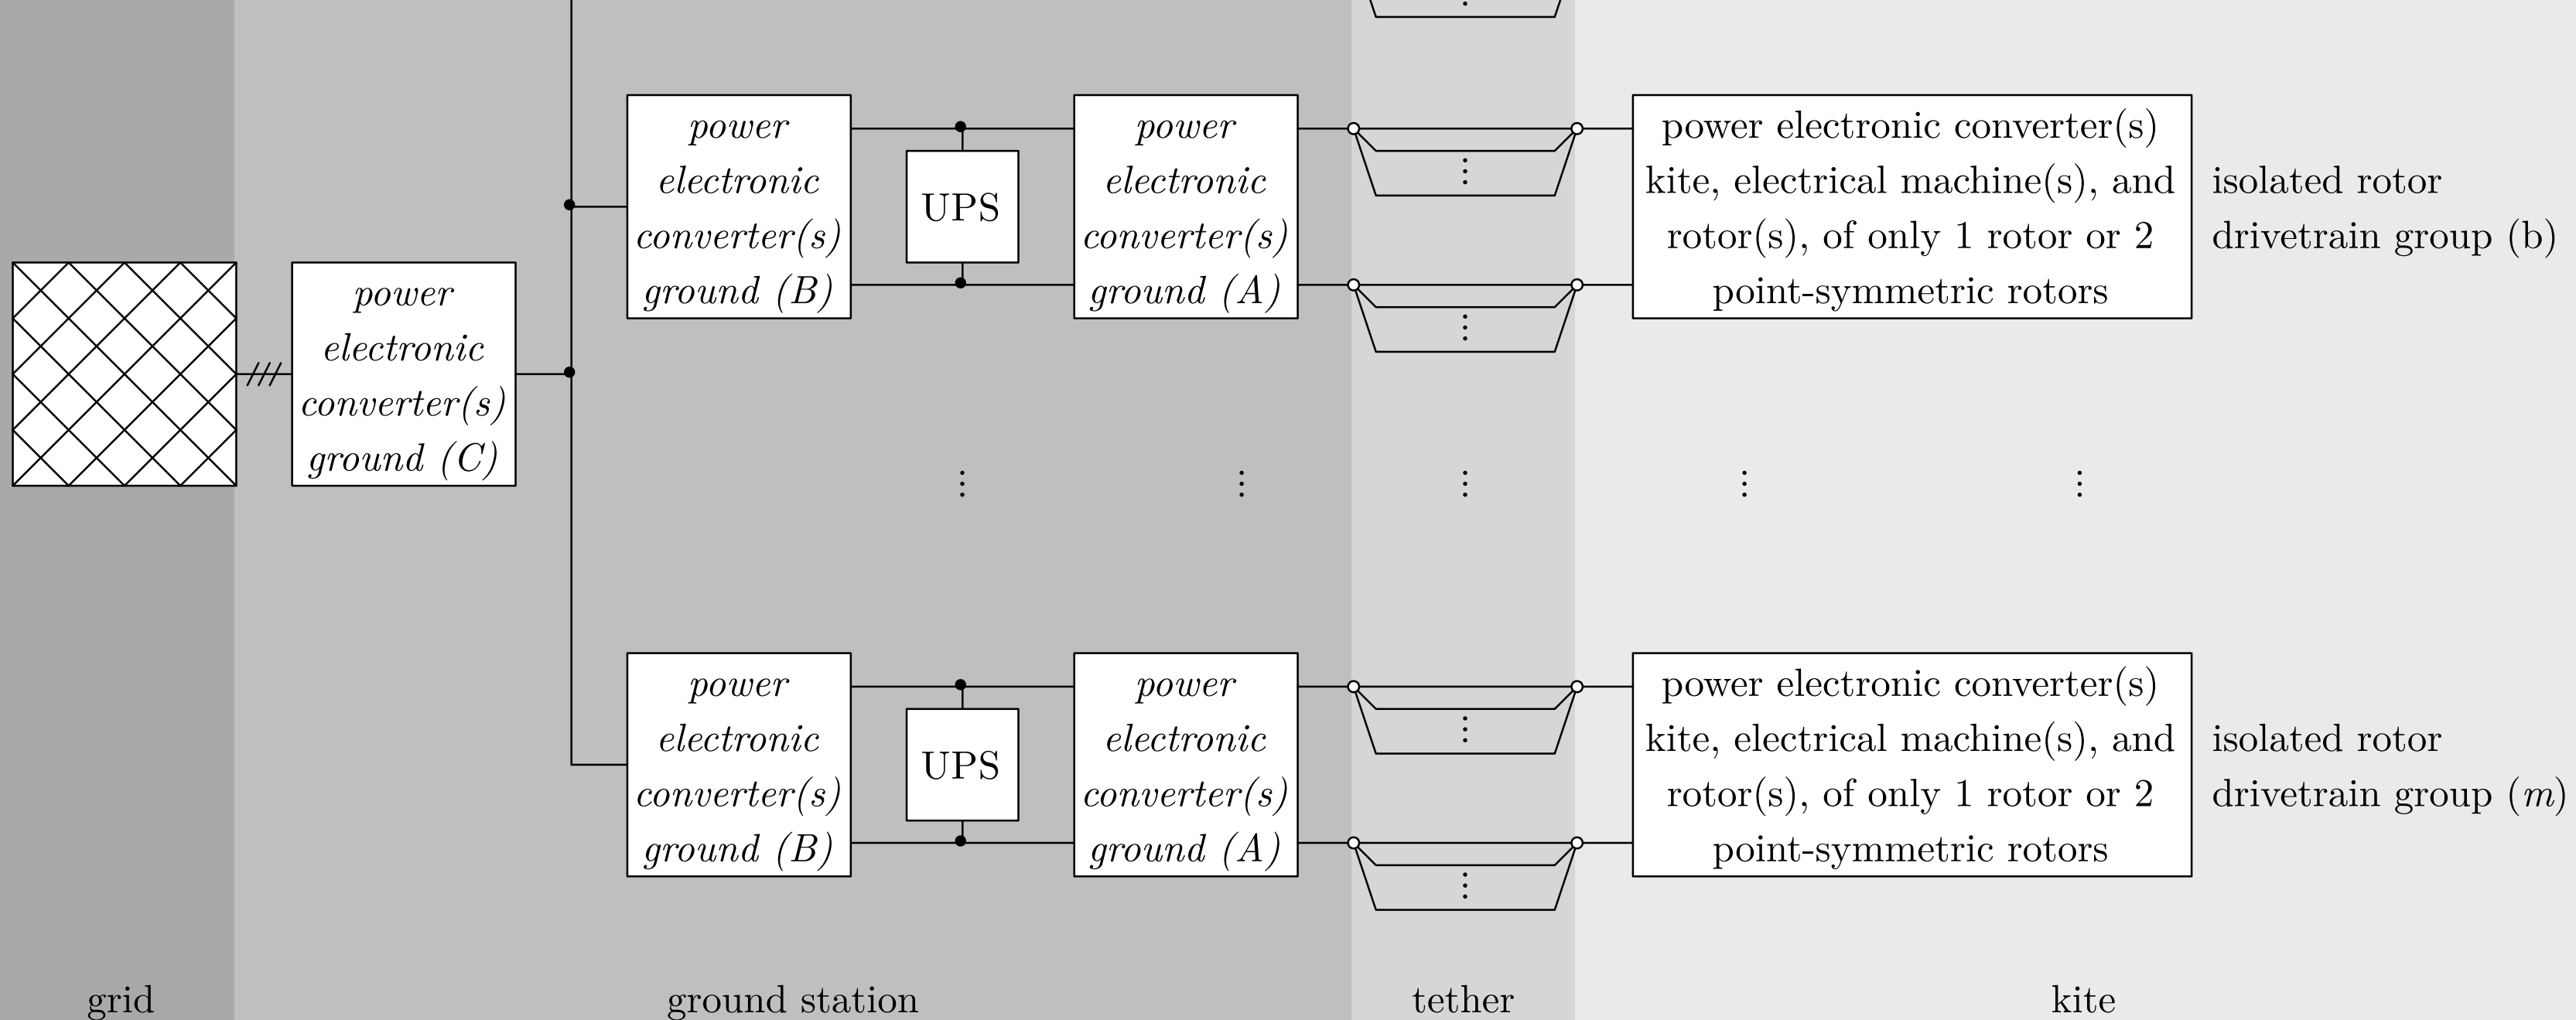 power
electronic
converter(s)
ground (B)
UPS
power
electronic
converter(s)
ground (A)
power electronic converter(s)
kite, electrical machine(s), and
rotor(s), of only 1 rotor or 2
point-symmetric rotors
isolated rotor
drivetrain group (b)
power
electronic
converter(s)
ground (C)
power
electronic
converter(s)
ground (B)
UPS
power
electronic
converter(s)
ground (A)
power electronic converter(s)
kite, electrical machine(s), and
rotor(s), of only 1 rotor or 2
point-symmetric rotors
isolated rotor
drivetrain group (m)
grid
ground station
tether
kite